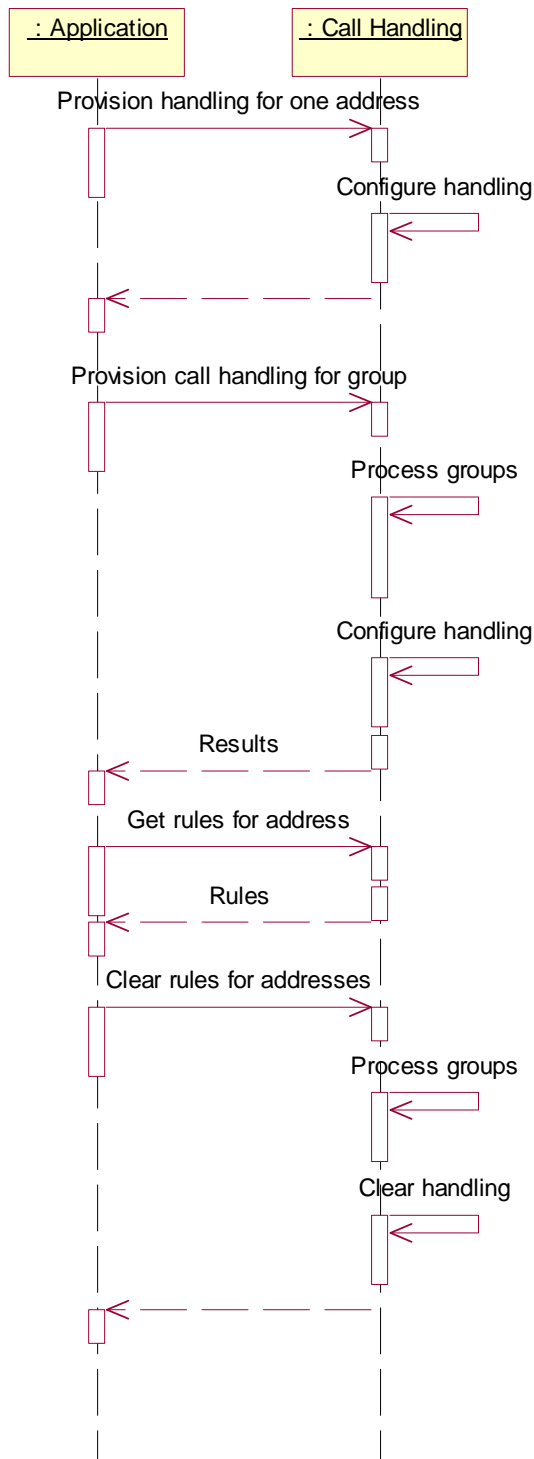 : Application
: Call Handling
Provision handling for one address
Configure handling
Provision call handling for group
Process groups
Configure handling
Results
Get rules for address
Rules
Clear rules for addresses
Process groups
Clear handling